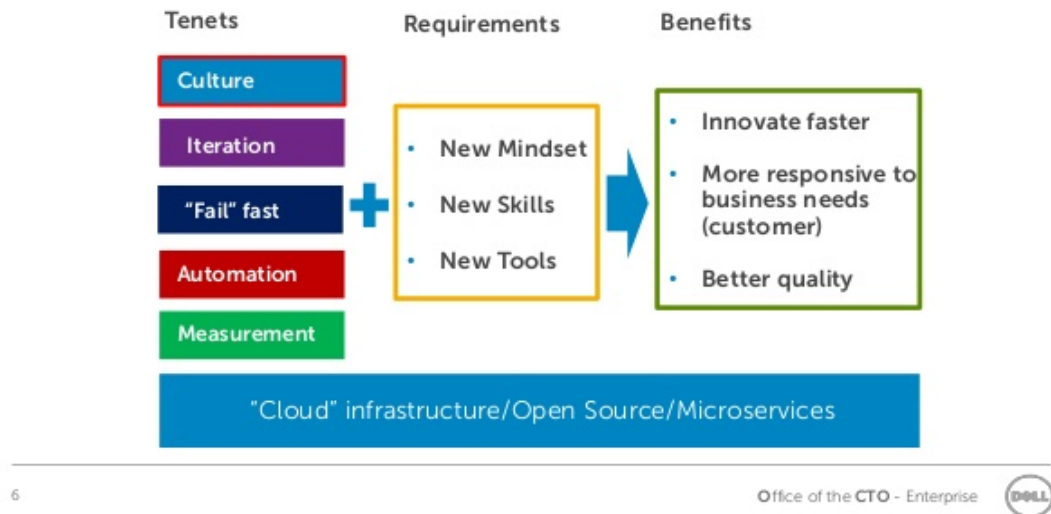 Tenets
Requirements
Benefits
Culture
Iteration
"Fail" fast
Automation
Measurement
• New Mindset
• New Skills
• New Tools
• Innovate faster
• More responsive to
business needs
(customer)
• Better quality
"Cloud" infrastructure/Open Source/Microservices
6
Office of the CTO - Enterprise
DELL